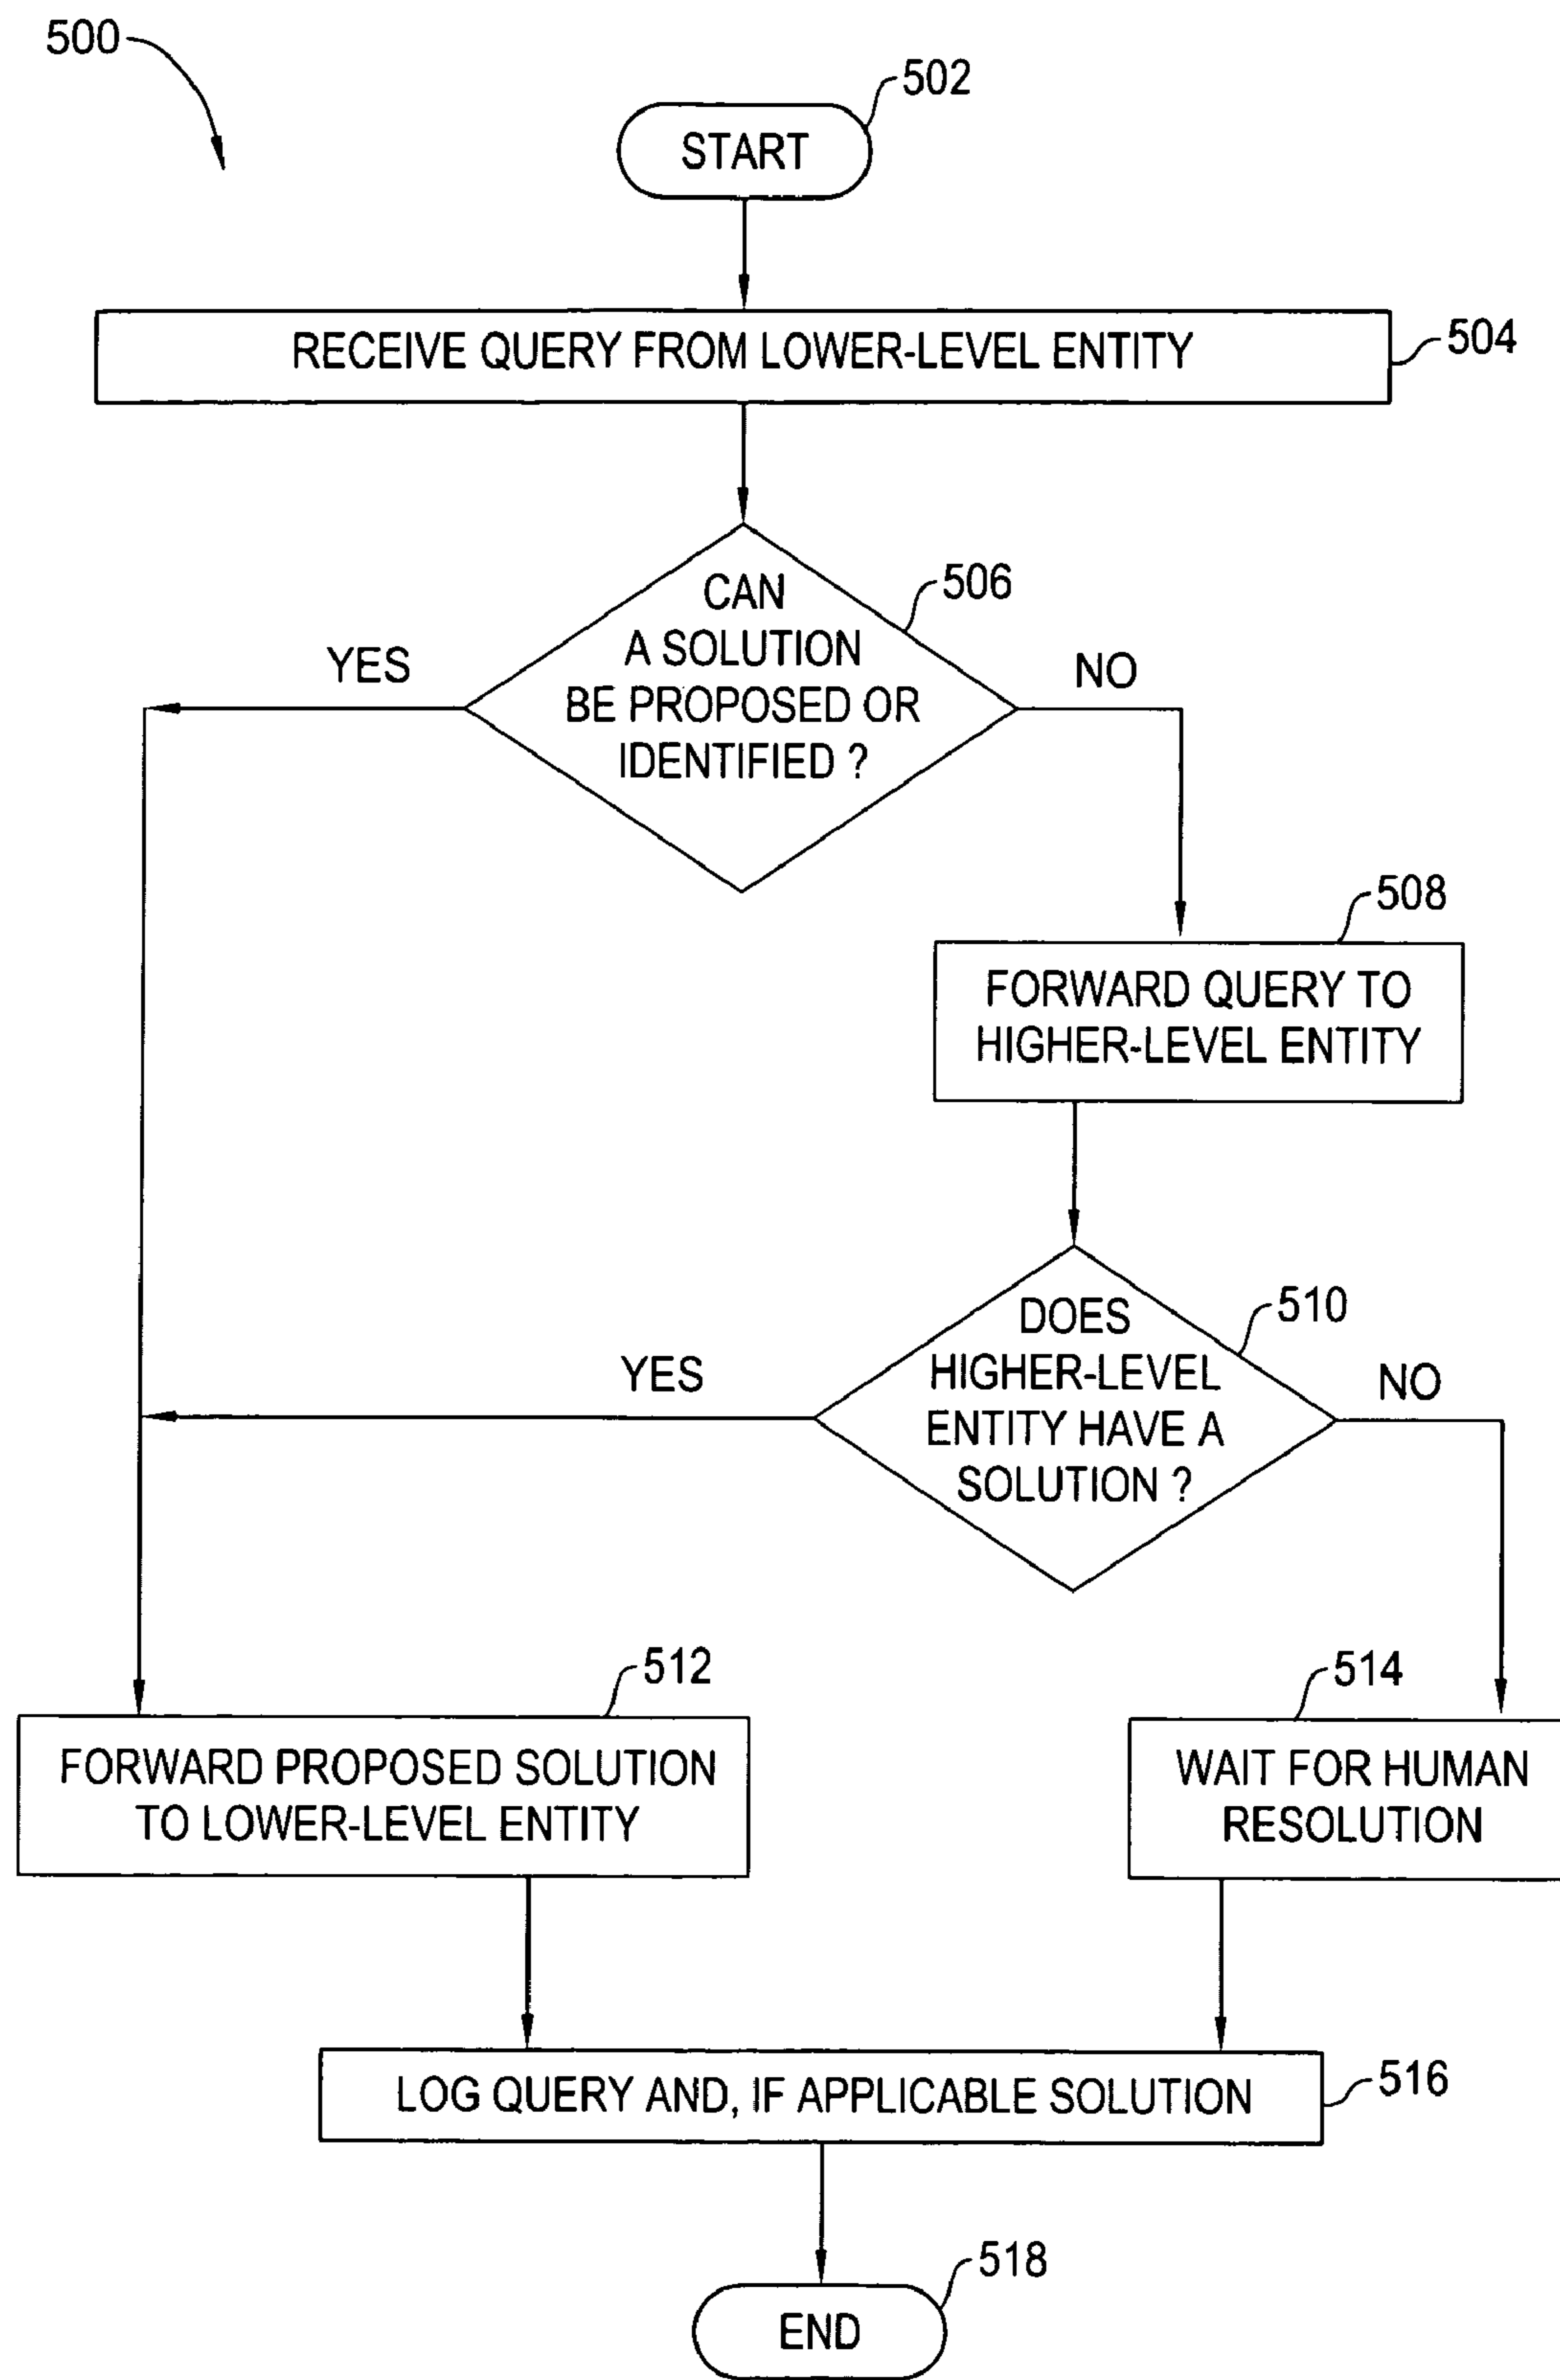 500
502
START
RECEIVE QUERY FROM LOWER-LEVEL ENTITY
504
506
CAN
A SOLUTION
BE PROPOSED OR
IDENTIFIED ?
YES
NO
508
FORWARD QUERY TO
HIGHER-LEVEL ENTITY
510
DOES
HIGHER-LEVEL
ENTITY HAVE A
SOLUTION ?
YES
NO
512
FORWARD PROPOSED SOLUTION
TO LOWER-LEVEL ENTITY
514
WAIT FOR HUMAN
RESOLUTION
LOG QUERY AND, IF APPLICABLE SOLUTION
516
518
END